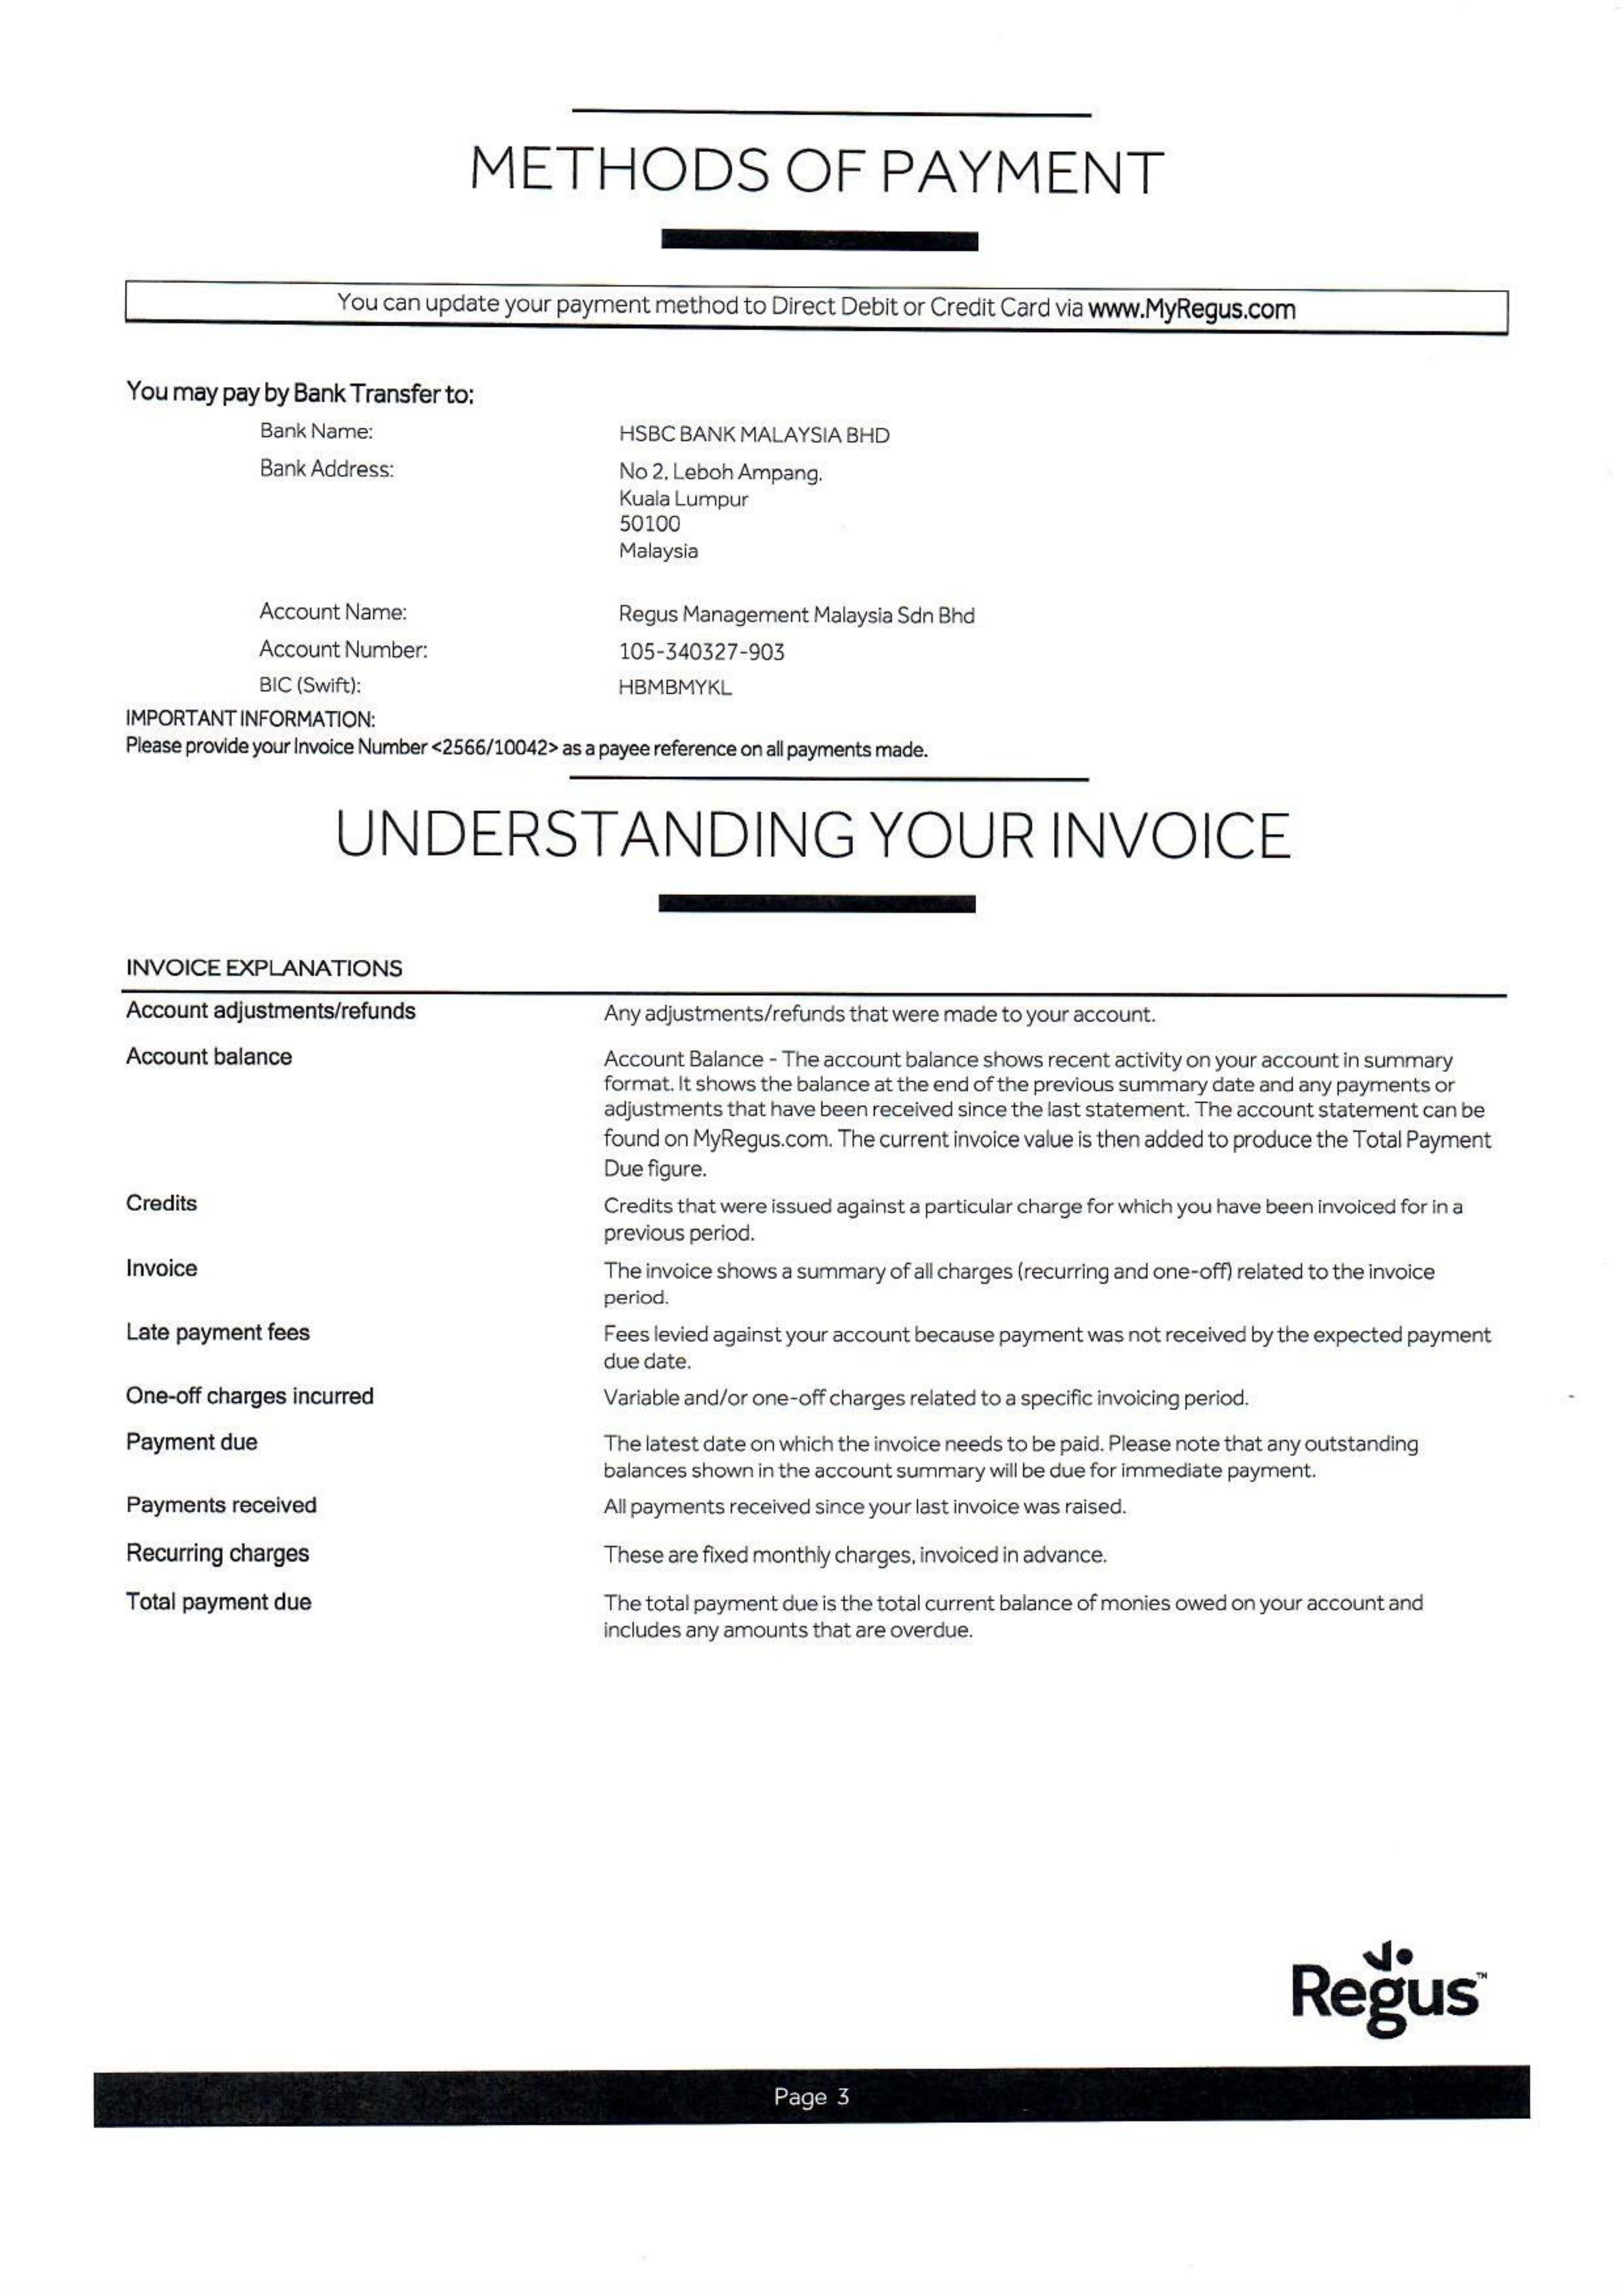 METHODS OF PAYMENT
You can update your payment method to Direct Debit or Credit Card via www.MyRegus.com
You may pay by Bank Transfer to:
Bank Name: HSBC BANK MALAYSIA BHD
Bank Address: No 2, Leboh Ampang,
Kuala Lumpur
50100
Malaysia
Account Name: Regus Management Malaysia Sdn Bhd
Account Number: 105-340327-903
BIC (Swift): HBMBMYKL
IMPORTANT INFORMATION:
Please provide your Invoice Number <2566/10042> as a payee reference on all payments made.
UNDERSTANDING YOUR INVOICE
INVOICE EXPLANATIONS
Account adjustments/refunds Any adjustments/refunds that were made to your account.
Account balance Account Balance - The account balance shows recent activity on your account in summary
format. It shows the balance at the end of the previous summary date and any payments or
adjustments that have been received since the last statement. The account statement can be
found on MyRegus.com. The current invoice value is then added to produce the Total Payment
Due figure.
Credits Credits that were issued against a particular charge for which you have been invoiced for in a
previous period.
Invoice The invoice shows a summary of all charges (recurring and one-off) related to the invoice
period.
Late payment fees Fees levied against your account because payment was not received by the expected payment
due date.
One-off charges incurred Variable and/or one-off charges related to a specific invoicing period.
Payment due The latest date on which the invoice needs to be paid. Please note that any outstanding
balances shown in the account summary will be due for immediate payment.
Payments received All payments received since your last invoice was raised.
Recurring charges These are fixed monthly charges, invoiced in advance.
Total payment due The total payment due is the total current balance of monies owed on your account and
includes any amounts that are overdue.
Regus™
Page 3